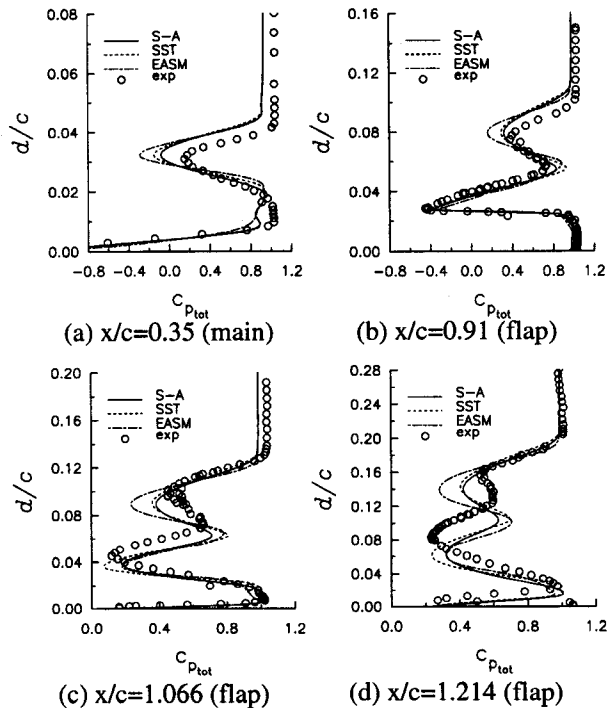 0.08
0.06
0.04
0.02
0.00
d/c
S-A
SST
EASM
exp
-0.8 -0.4 0.0 0.4 0.8 1.2
Cptot
(a) x/c=0.35 (main)
0.16
0.12
0.08
0.04
0.00
d/c
S-A
SST
EASM
exp
-0.8 -0.4 0.0 0.4 0.8 1.2
Cptot
(b) x/c=0.91 (flap)
0.20
0.16
0.12
0.08
0.04
0.00
d/c
S-A
SST
EASM
exp
0.0 0.4 0.8 1.2
Cptot
(c) x/c=1.066 (flap)
0.28
0.24
0.20
0.16
0.12
0.08
0.04
0.00
d/c
S-A
SST
EASM
exp
0.0 0.4 0.8 1.2
Cptot
(d) x/c=1.214 (flap)